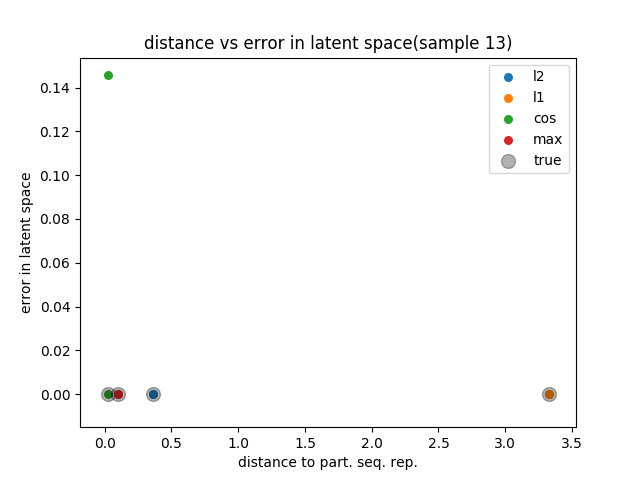 distance vs error in latent space(sample 13)
error in latent space
0.14
0.12
0.10
0.08
0.06
0.04
0.02
0.00
l2
l1
cos
max
true
0.0 0.5 1.0 1.5 2.0 2.5 3.0 3.5
distance to part. seq. rep.